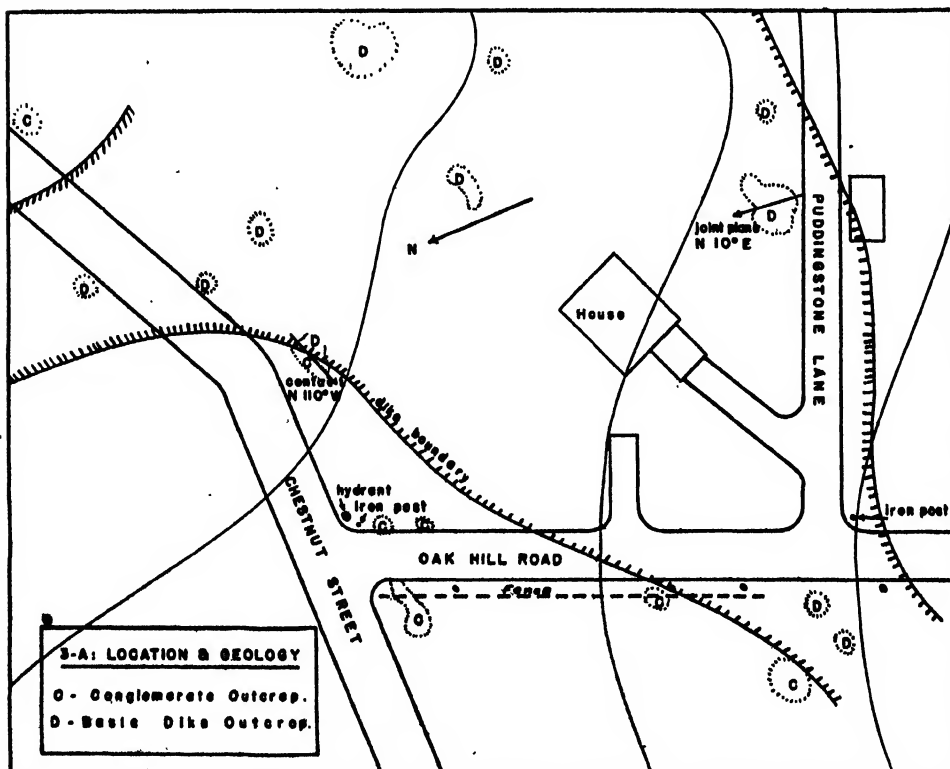 D
D
C
D
D
D
joint plane
N 10° E
PUDDINGSTONE LANE
N
D
D
D
House
D
C
contact
N 110° W
dike boundary
hydrant
iron post
C
C
iron post
CHESTNUT STREET
OAK HILL ROAD
Fence
D
D
C
D
C
3-A: LOCATION & GEOLOGY
C - Conglomerate Outcrop.
D - Basic Dike Outcrop.